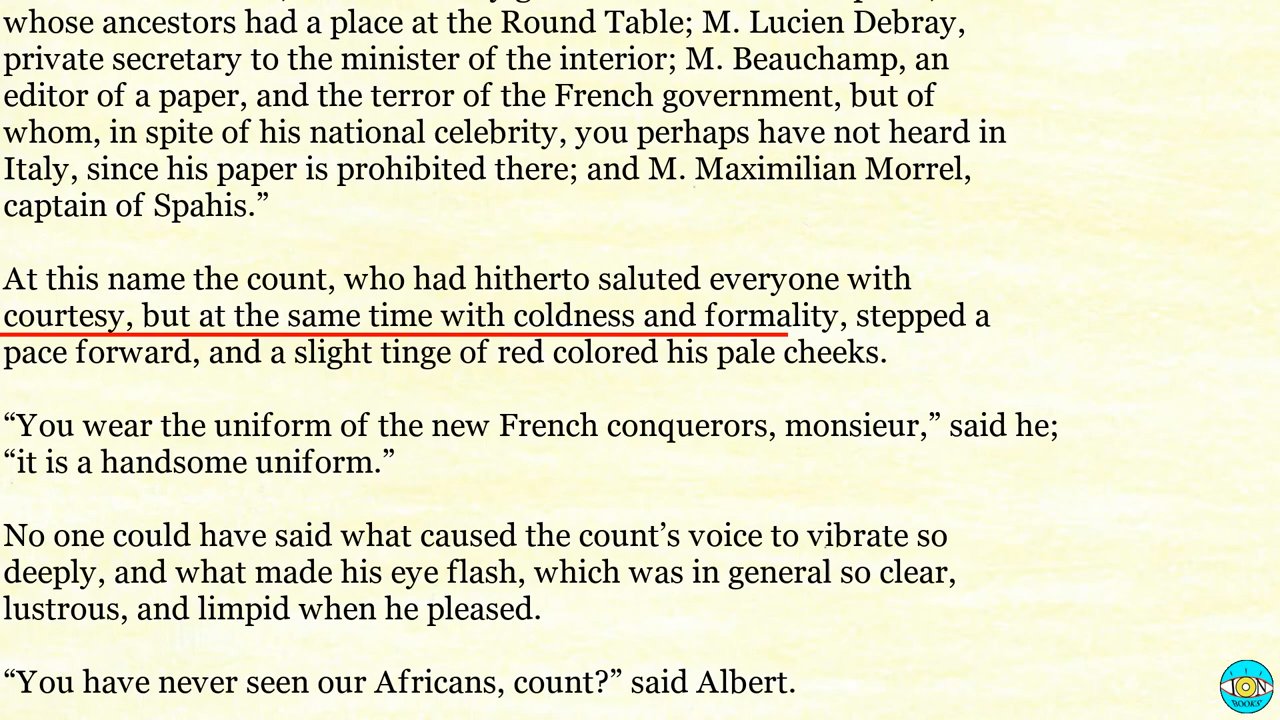 whose ancestors had a place at the Round Table; M. Lucien Debray,
private secretary to the minister of the interior; M. Beauchamp, an
editor of a paper, and the terror of the French government, but of
whom, in spite of his national celebrity, you perhaps have not heard in
Italy, since his paper is prohibited there; and M. Maximilian Morrel,
captain of Spahis.”
At this name the count, who had hitherto saluted everyone with
courtesy, but at the same time with coldness and formality, stepped a
pace forward, and a slight tinge of red colored his pale cheeks.
“You wear the uniform of the new French conquerors, monsieur,” said he;
“it is a handsome uniform.”
No one could have said what caused the count’s voice to vibrate so
deeply, and what made his eye flash, which was in general so clear,
lustrous, and limpid when he pleased.
“You have never seen our Africans, count?” said Albert.
ION
BOOKS